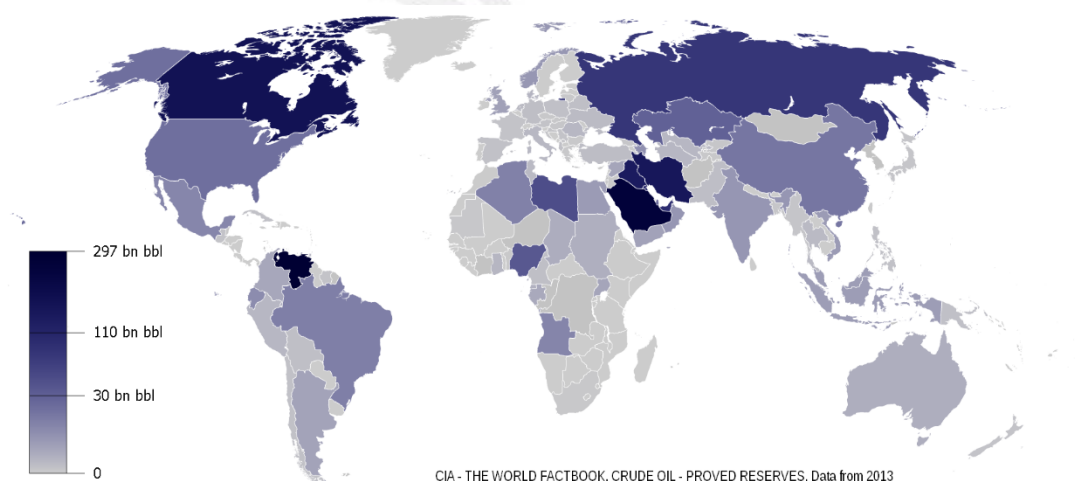 297 bn bbl
110 bn bbl
30 bn bbl
0
CIA - THE WORLD FACTBOOK, CRUDE OIL - PROVED RESERVES, Data from 2013